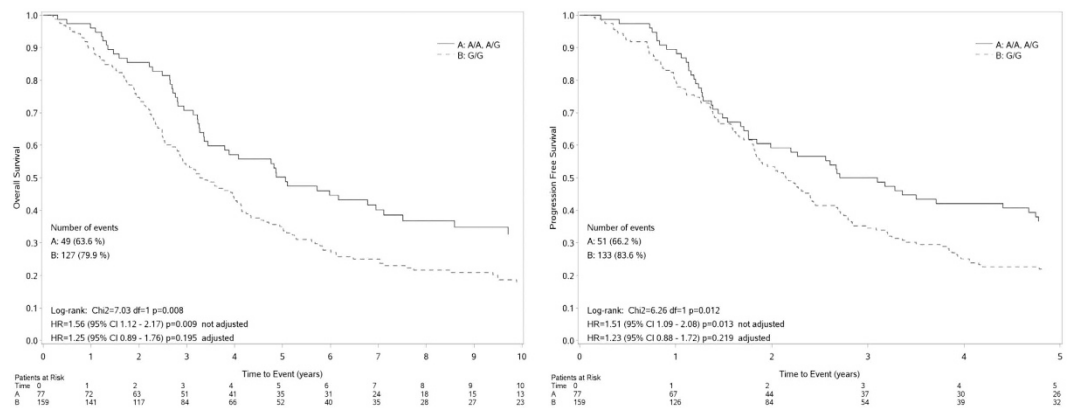 1.0
0.9
0.8
0.7
0.6
0.5
0.4
0.3
0.2
0.1
0.0
Overall Survival
A: A/A, A/G
B: G/G
Number of events
A: 49 (63.6 %)
B: 127 (79.9 %)
Log-rank: Chi2=7.03 df=1 p=0.008
HR=1.56 (95% CI 1.12 - 2.17) p=0.009 not adjusted
HR=1.25 (95% CI 0.89 - 1.76) p=0.195 adjusted
0 1 2 3 4 5 6 7 8 9 10
Time to Event (years)
Patients at Risk
Time 0 1 2 3 4 5 6 7 8 9 10
A 77 72 63 51 41 35 31 24 18 15 13
B 159 141 117 84 66 52 40 35 28 27 23
1.0
0.9
0.8
0.7
0.6
0.5
0.4
0.3
0.2
0.1
0.0
Progression Free Survival
A: A/A, A/G
B: G/G
Number of events
A: 51 (66.2 %)
B: 133 (83.6 %)
Log-rank: Chi2=6.26 df=1 p=0.012
HR=1.51 (95% CI 1.09 - 2.08) p=0.013 not adjusted
HR=1.23 (95% CI 0.88 - 1.72) p=0.219 adjusted
0 1 2 3 4 5
Time to Event (years)
Patients at Risk
Time 0 1 2 3 4 5
A 77 67 44 37 30 26
B 159 126 84 54 39 32